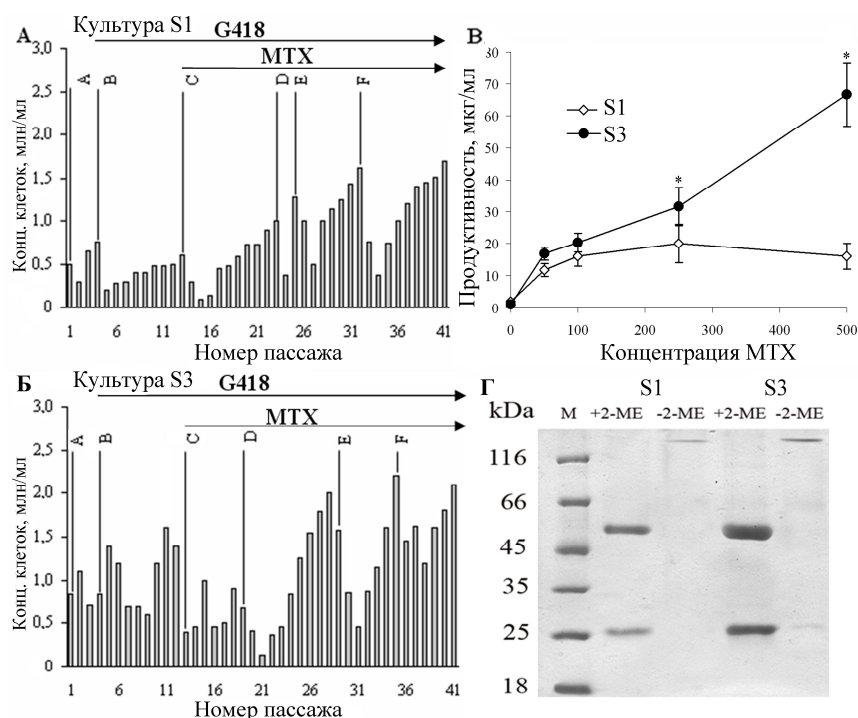 А
Культура S1
G418
MTX
A
B
C
D
E
F
3,0
2,5
2,0
1,5
1,0
0,5
0
Конц. клеток, млн/мл
1 6 11 16 21 26 31 36 41
Номер пассажа
В
Продуктивность, мкг/мл
70
60
50
40
30
20
10
0
S1
S3
*
*
0 100 200 300 400 500
Концентрация MTX
Б
Культура S3
G418
MTX
A
B
C
D
E
F
3,0
2,5
2,0
1,5
1,0
0,5
0
Конц. клеток, млн/мл
1 6 11 16 21 26 31 36 41
Номер пассажа
Г
S1 S3
kDa M +2-ME -2-ME +2-ME -2-ME
116
66
45
35
25
18